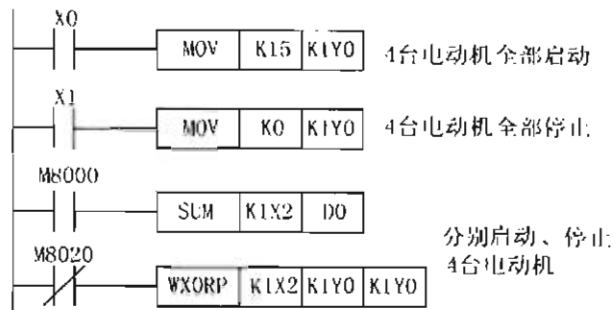 X0
MOV K15 K1Y0 4台电动机全部启动
X1
MOV K0 K1Y0 4台电动机全部停止
M8000
SUM K1X2 D0
分别启动、停止
M8020
4台电动机
WXORP K1X2 K1Y0 K1Y0